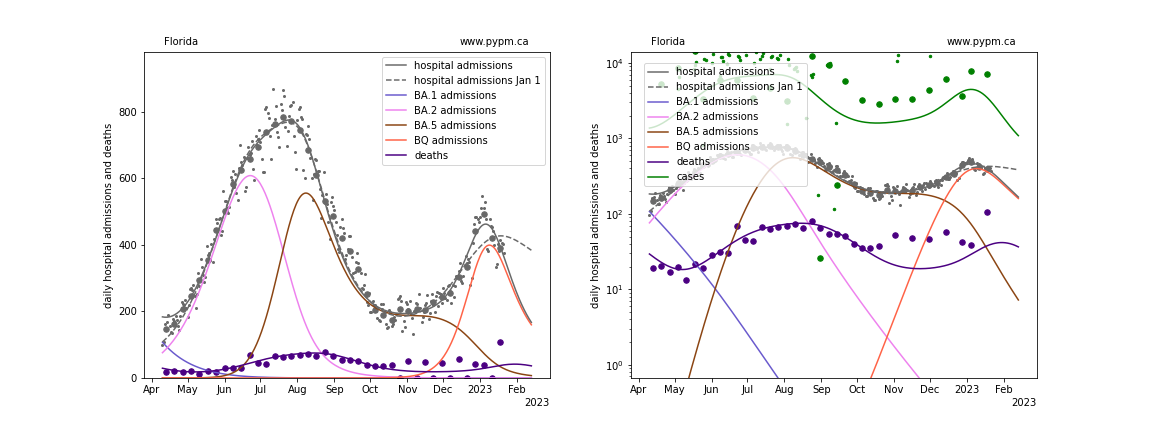 Florida
www.pypm.ca
daily hospital admissions and deaths
800
600
400
200
0
hospital admissions
hospital admissions Jan 1
BA.1 admissions
BA.2 admissions
BA.5 admissions
BQ admissions
deaths
Apr May Jun Jul Aug Sep Oct Nov Dec 2023 Feb
2023
Florida
www.pypm.ca
daily hospital admissions and deaths
10⁴
10³
10²
10¹
10⁰
hospital admissions
hospital admissions Jan 1
BA.1 admissions
BA.2 admissions
BA.5 admissions
BQ admissions
deaths
cases
Apr May Jun Jul Aug Sep Oct Nov Dec 2023 Feb
2023